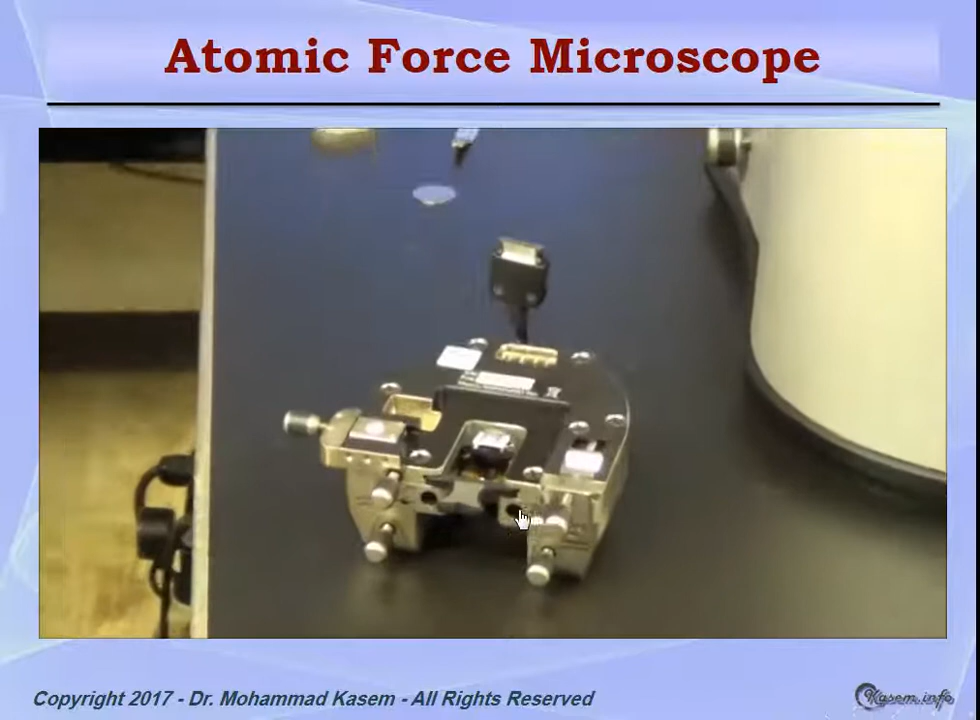 Atomic Force Microscope
Copyright 2017 - Dr. Mohammad Kasem - All Rights Reserved
Kasem.info